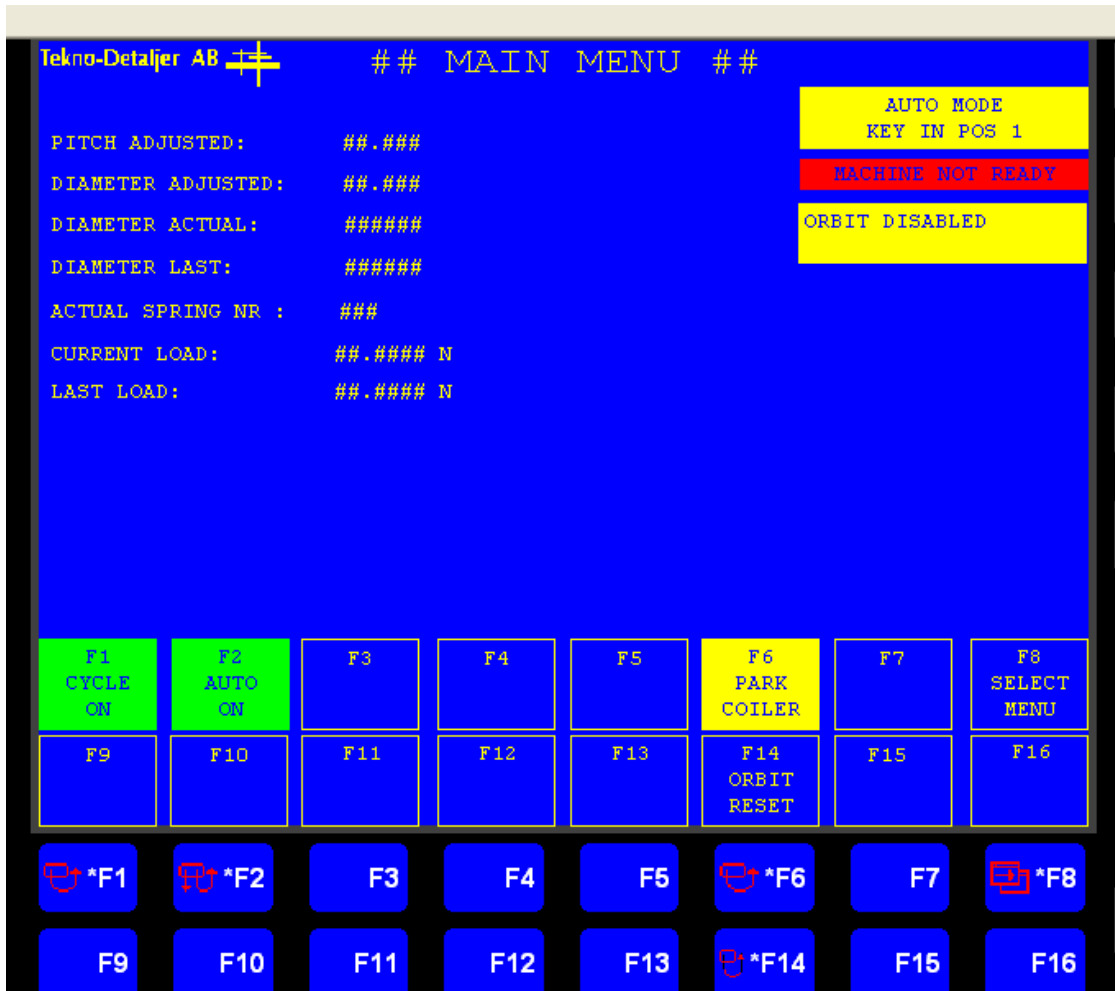 Tekno-Detaljer AB
## MAIN MENU ##
AUTO MODE
KEY IN POS 1
MACHINE NOT READY
ORBIT DISABLED
PITCH ADJUSTED: ##.###
DIAMETER ADJUSTED: ##.###
DIAMETER ACTUAL: ######
DIAMETER LAST: ######
ACTUAL SPRING NR : ###
CURRENT LOAD: ##.#### N
LAST LOAD: ##.#### N
F1
CYCLE
ON
F2
AUTO
ON
F3
F4
F5
F6
PARK
COILER
F7
F8
SELECT
MENU
F9
F10
F11
F12
F13
F14
ORBIT
RESET
F15
F16
*F1
*F2
F3
F4
F5
*F6
F7
*F8
F9
F10
F11
F12
F13
*F14
F15
F16